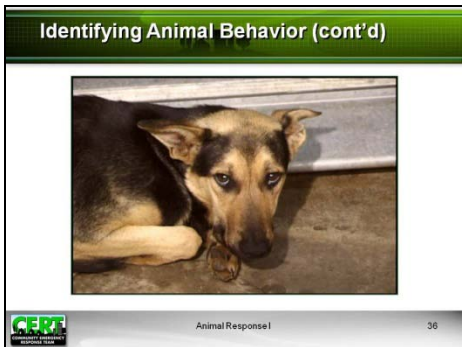 Identifying Animal Behavior (cont'd)
CERT
COMMUNITY EMERGENCY
RESPONSE TEAM
Animal Response I
36